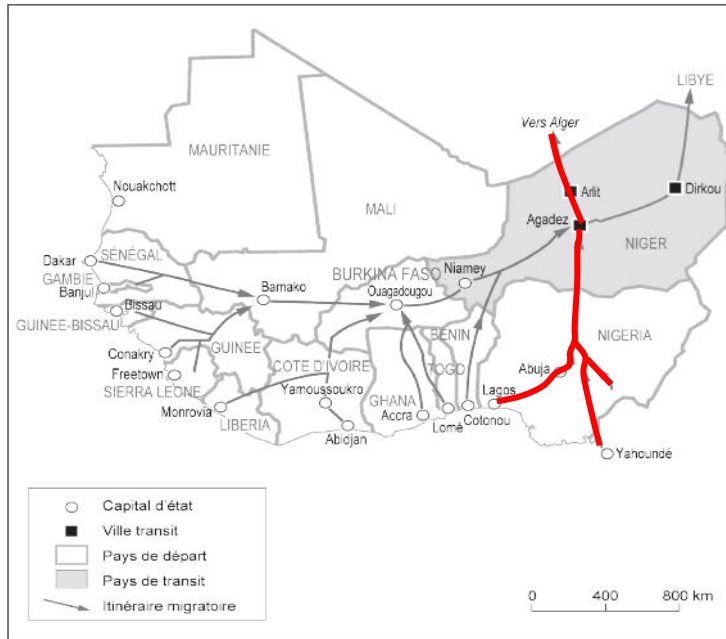 LIBYE
Vers Alger
MAURITANIE
Arlit
Dirkou
Nouakchott
MALI
Agadez
NIGER
Dakar
SÉNÉGAL
BURKINA FASO
Niamey
GAMBIE
Banjul
Bamako
Ouagadougou
Bissau
GUINEE-BISSAU
BENIN
NIGERIA
GUINEE
COTE D'IVOIRE
TOGO
Abuja
Conakry
Freetown
SIERRA LEONE
Yamoussoukro
GHANA
Lagos
Monrovia
LIBERIA
Abidjan
Accra
Lomé
Cotonou
Yahoundé
Capital d'état
Ville transit
Pays de départ
Pays de transit
Itinéraire migratoire
0 400 800 km